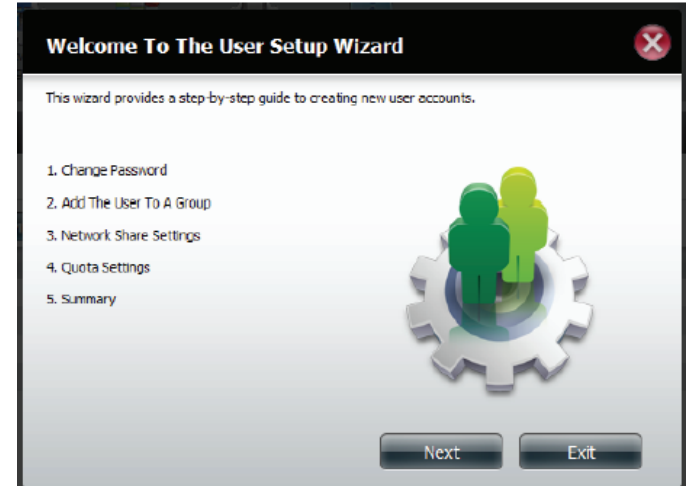 Welcome To The User Setup Wizard
This wizard provides a step-by-step guide to creating new user accounts.
1. Change Password
2. Add The User To A Group
3. Network Share Settings
4. Quota Settings
5. Summary
Next
Exit